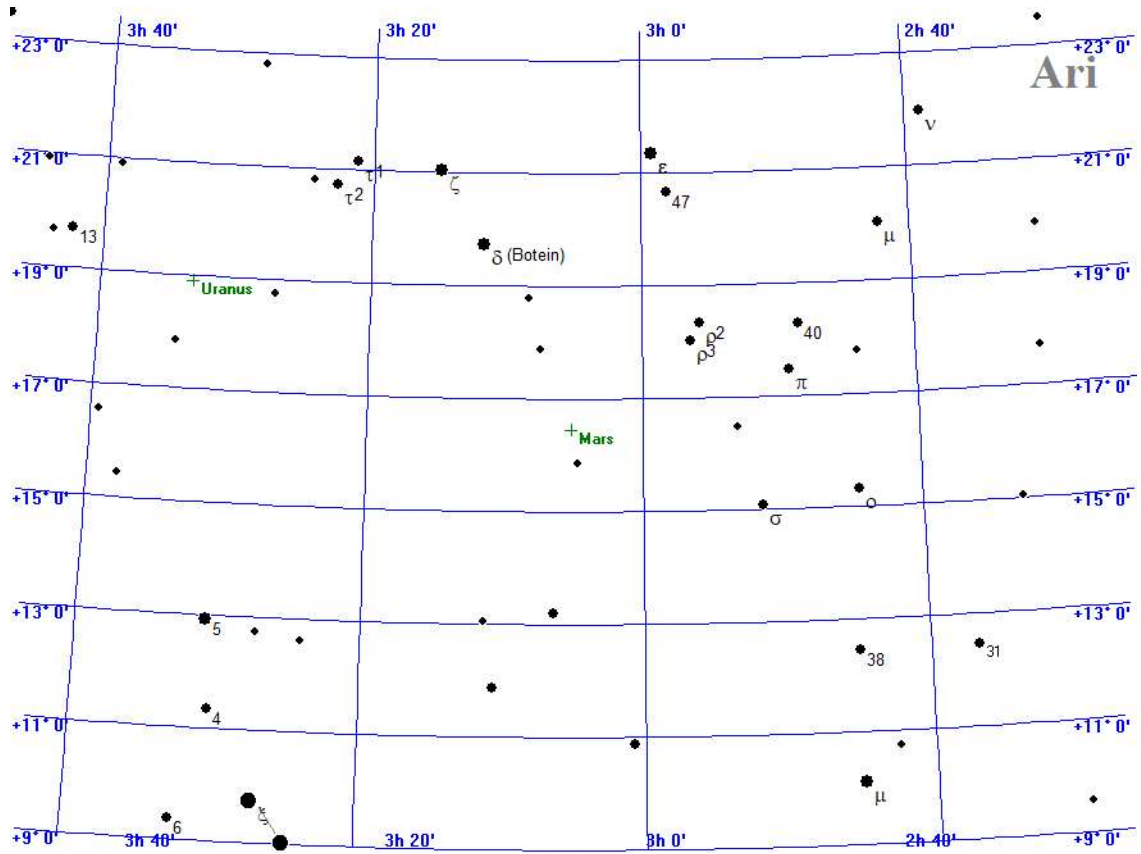 3h 40' 3h 20' 3h 0' 2h 40'
+23° 0' +23° 0'
Ari
ν
+21° 0' τ1 ζ ε +21° 0'
τ2 47
13 μ
δ (Botein)
+19° 0' +19° 0'
Uranus
ρ2 40
ρ3
π
+17° 0' +17° 0'
Mars
+15° 0' ο +15° 0'
σ
+13° 0' +13° 0'
5
38 31
4
+11° 0' +11° 0'
μ
ξ
6
+9° 0' 3h 40' 3h 20' 3h 0' 2h 40' +9° 0'